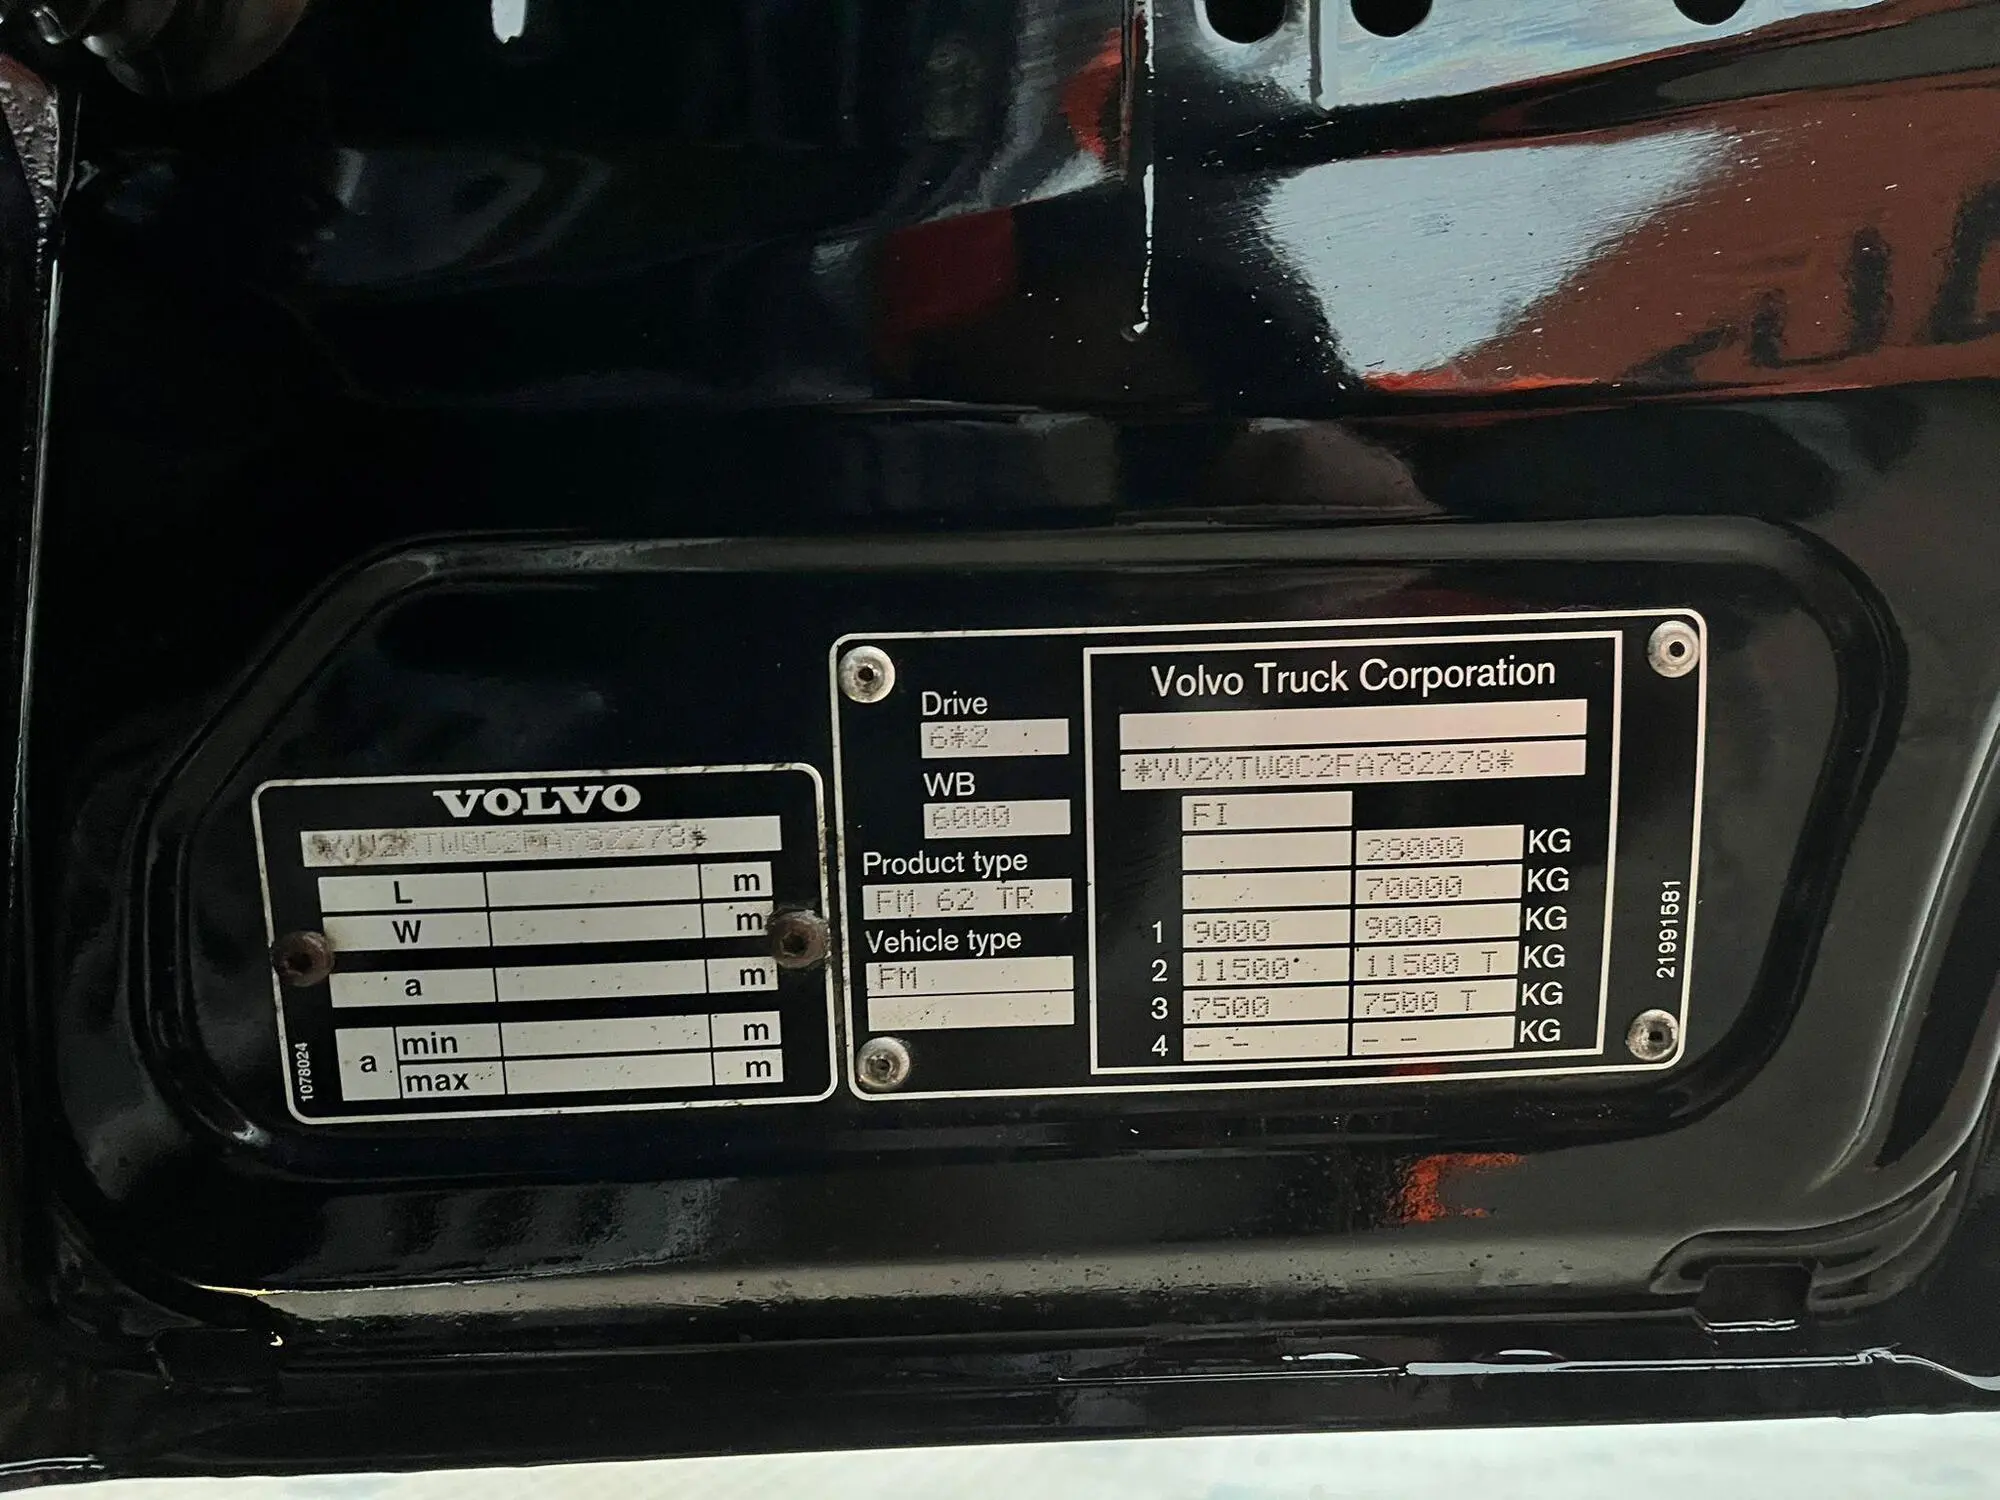 VOLVO
*YV2XTW0C2FA782278*
L m
W m
a m
a min m
max m
1078024
Drive
6*2
WB
6000
Product type
FM 62 TR
Vehicle type
FM
Volvo Truck Corporation
*YV2XTW0C2FA782278*
FI
28000 KG
70000 KG
1 9000 9000 KG
2 11500 11500 T KG
3 7500 7500 T KG
4 -- -- KG
21991581